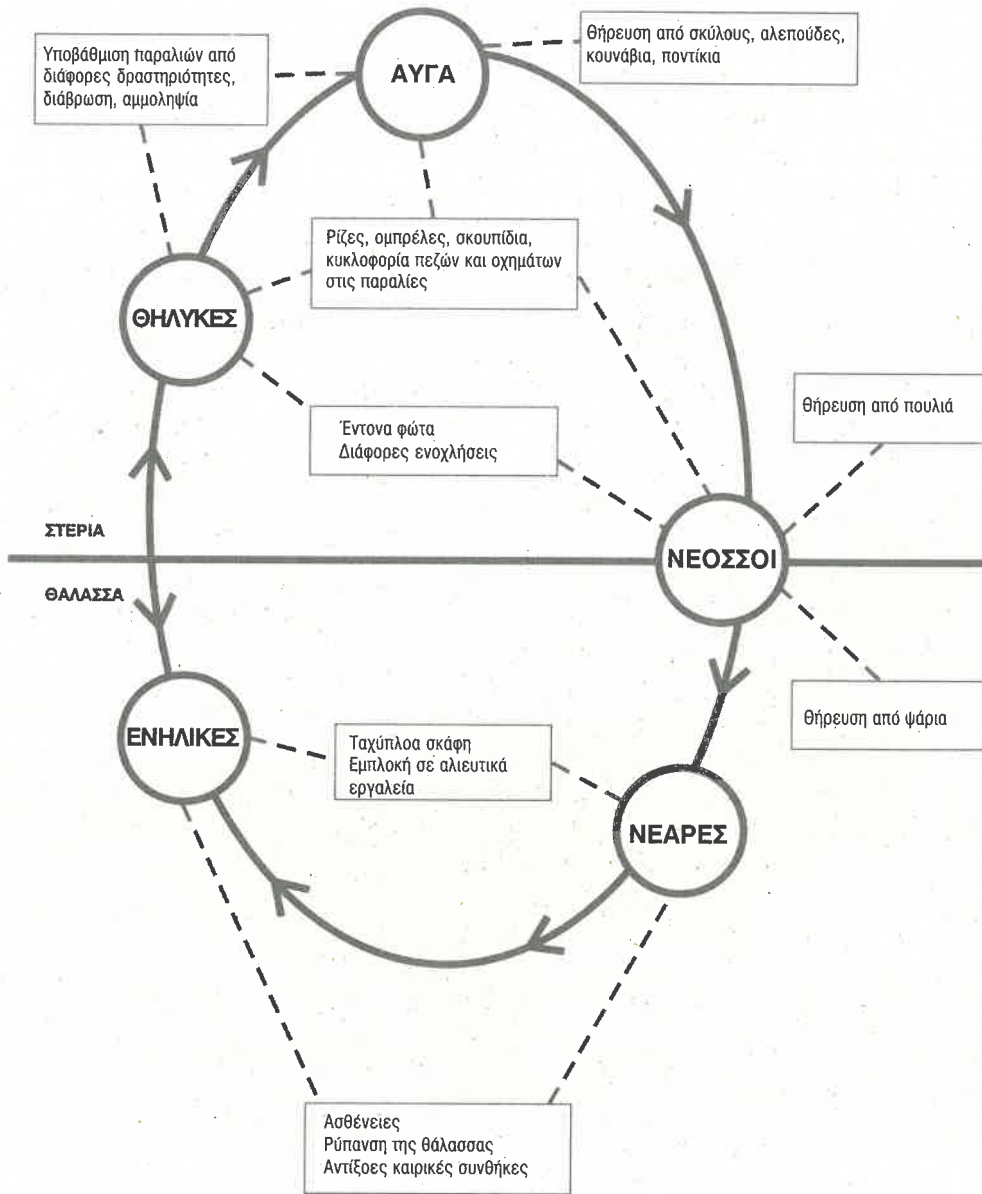 Υποβάθμιση παραλιών από
διάφορες δραστηριότητες,
διάβρωση, αμμοληψία
ΑΥΓΑ
Θήρευση από σκύλους, αλεπούδες,
κουνάβια, ποντίκια
Ρίζες, ομπρέλες, σκουπίδια,
κυκλοφορία πεζών και οχημάτων
στις παραλίες
ΘΗΛΥΚΕΣ
Έντονα φώτα
Διάφορες ενοχλήσεις
θήρευση από πουλιά
ΣΤΕΡΙΑ
ΘΑΛΑΣΣΑ
ΝΕΟΣΣΟΙ
ΕΝΗΛΙΚΕΣ
Ταχύπλοα σκάφη
Εμπλοκή σε αλιευτικά
εργαλεία
Θήρευση από ψάρια
ΝΕΑΡΕΣ
Ασθένειες
Ρύπανση της θάλασσας
Αντίξοες καιρικές συνθήκες